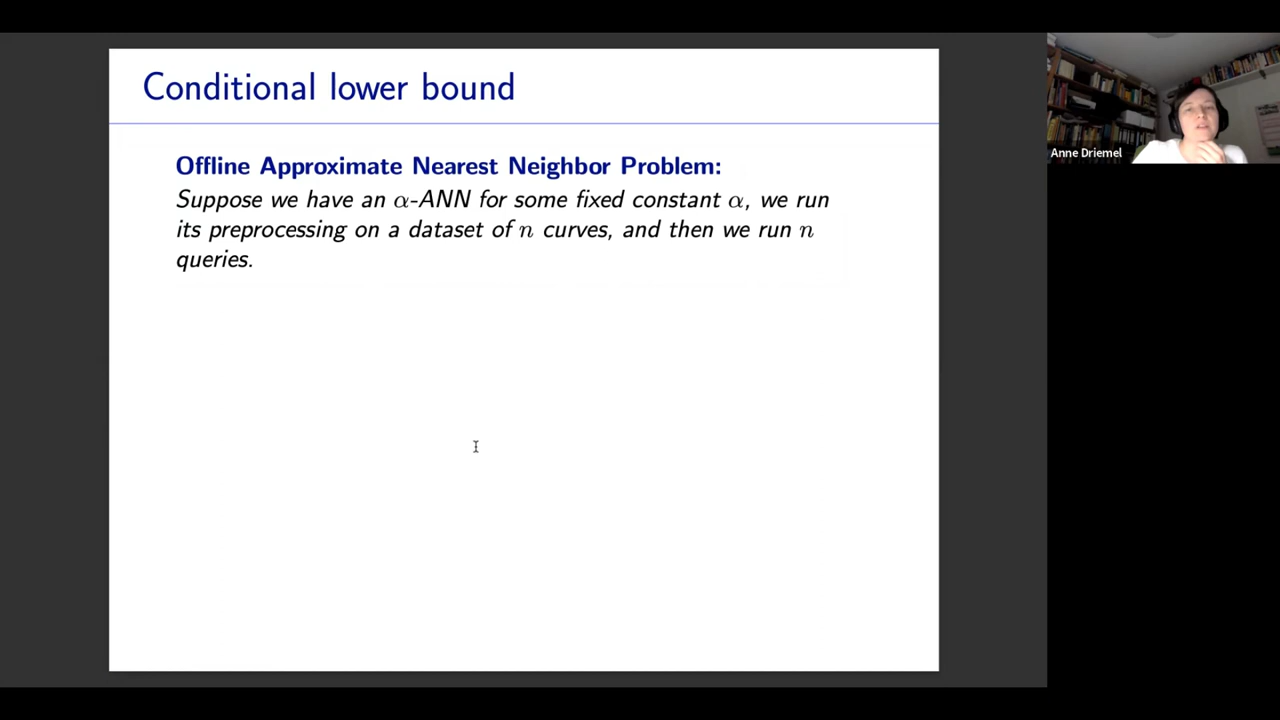 Conditional lower bound
Offline Approximate Nearest Neighbor Problem:
Suppose we have an α-ANN for some fixed constant α, we run
its preprocessing on a dataset of n curves, and then we run n
queries.
Anne Driemel